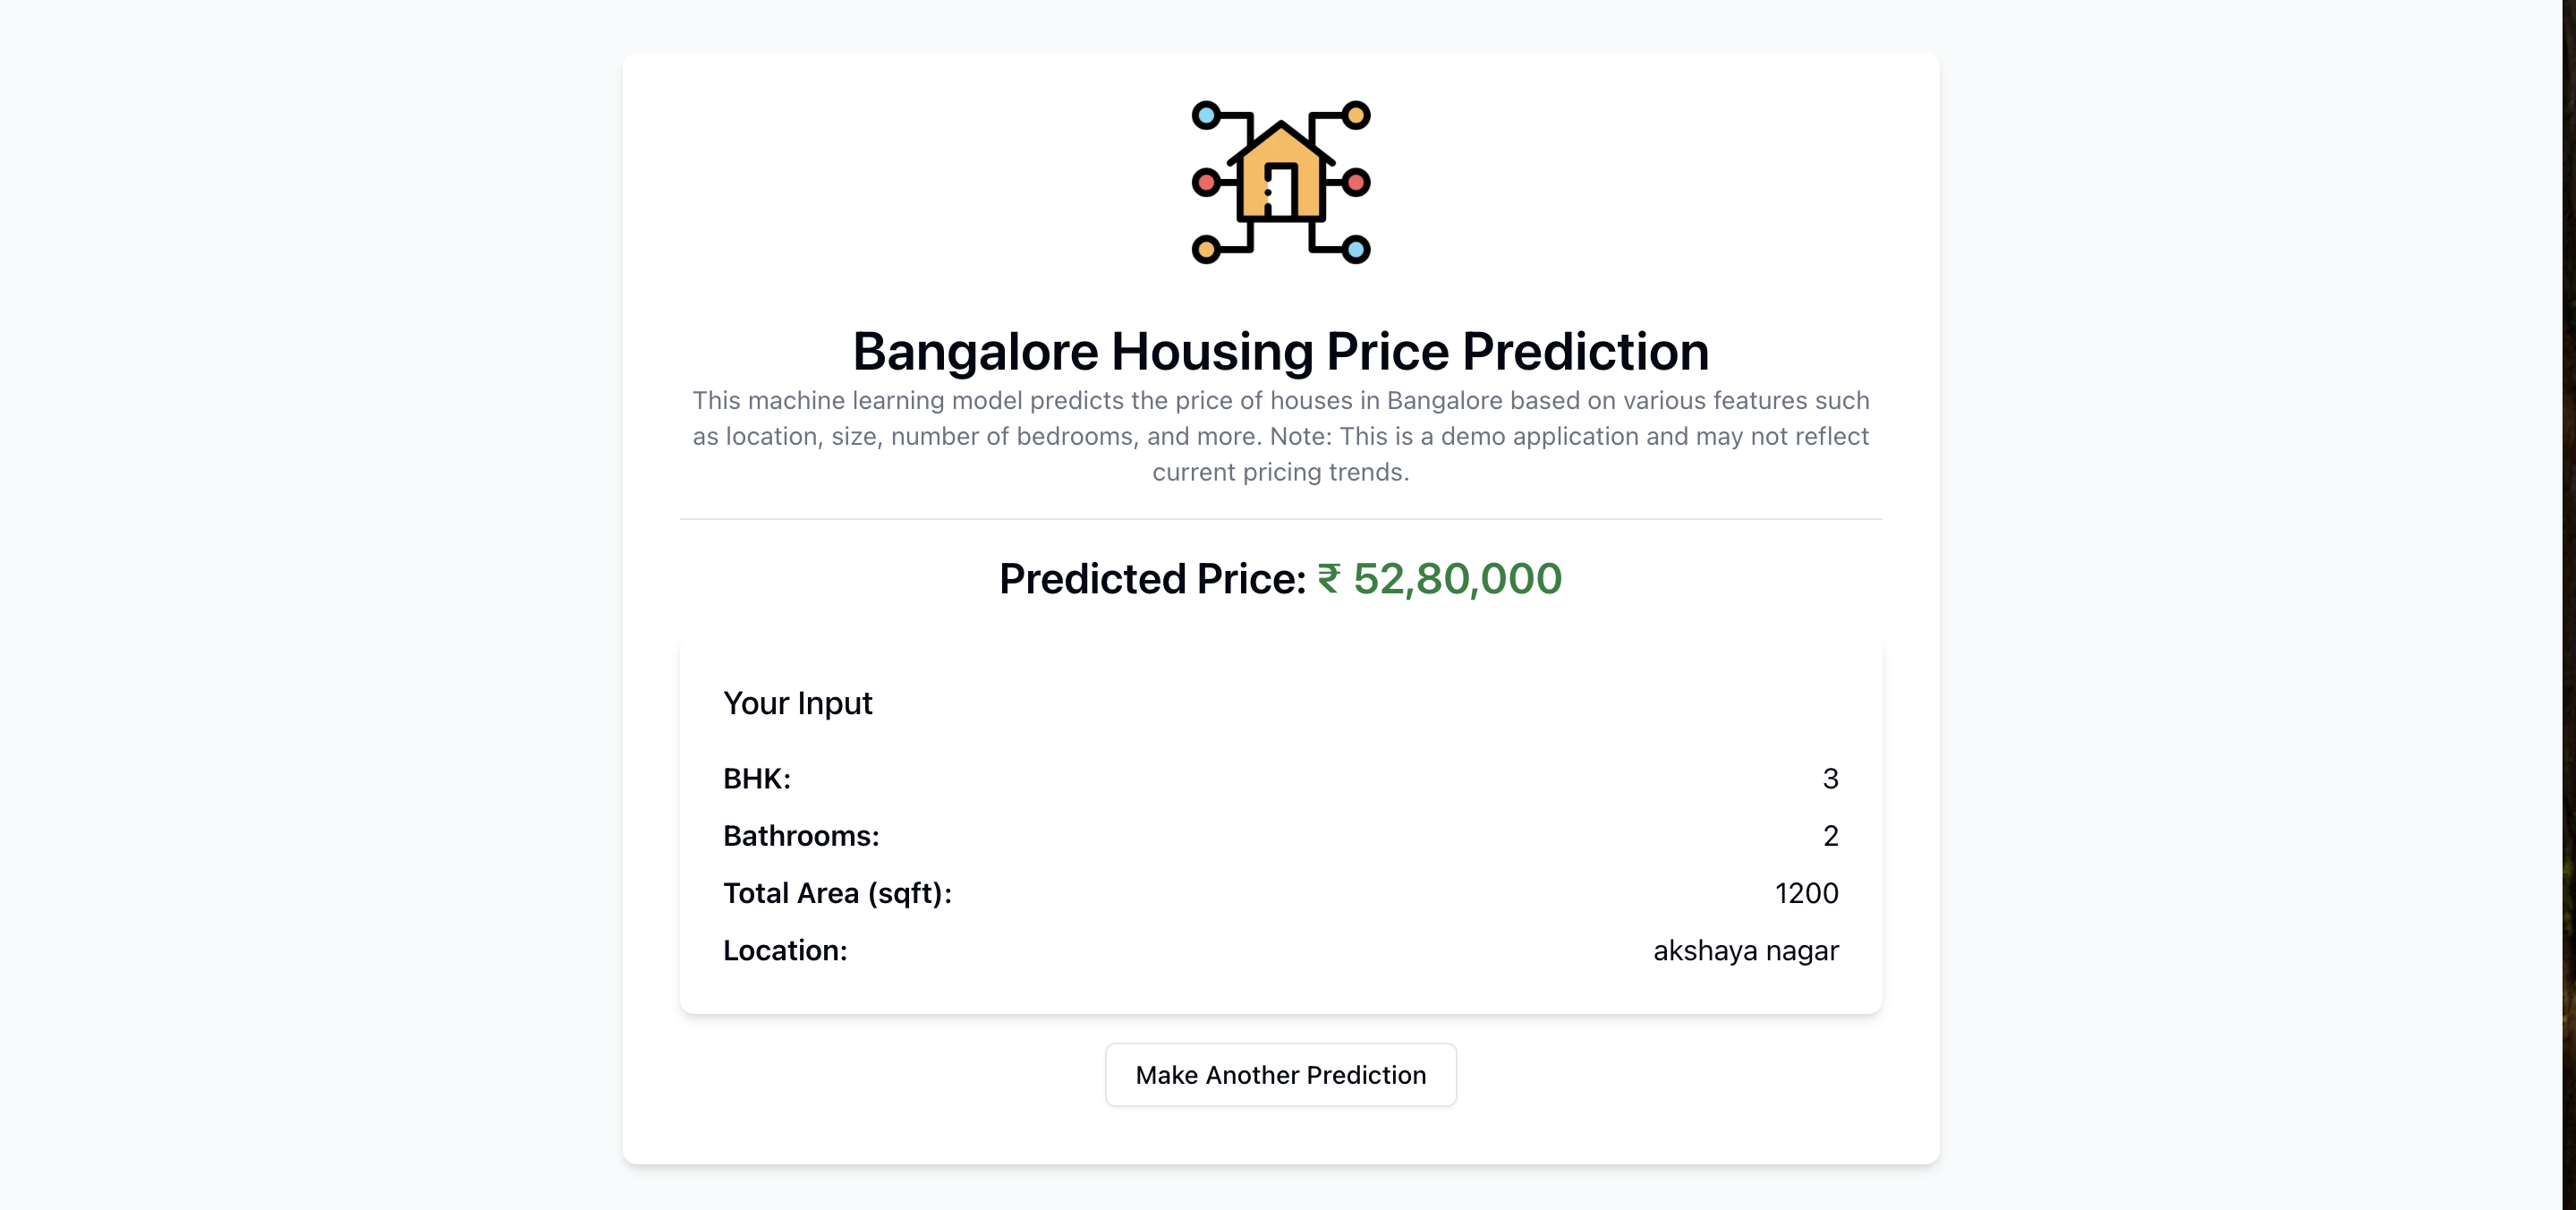 Bangalore Housing Price Prediction
This machine learning model predicts the price of houses in Bangalore based on various features such
as location, size, number of bedrooms, and more. Note: This is a demo application and may not reflect
current pricing trends.
Predicted Price: ₹ 52,80,000
Your Input
BHK: 3
Bathrooms: 2
Total Area (sqft): 1200
Location: akshaya nagar
Make Another Prediction